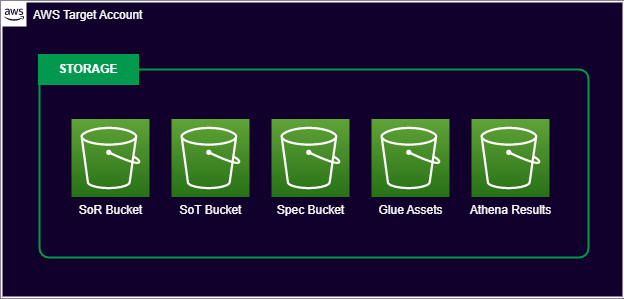 aws
AWS Target Account
STORAGE
SoR Bucket
SoT Bucket
Spec Bucket
Glue Assets
Athena Results